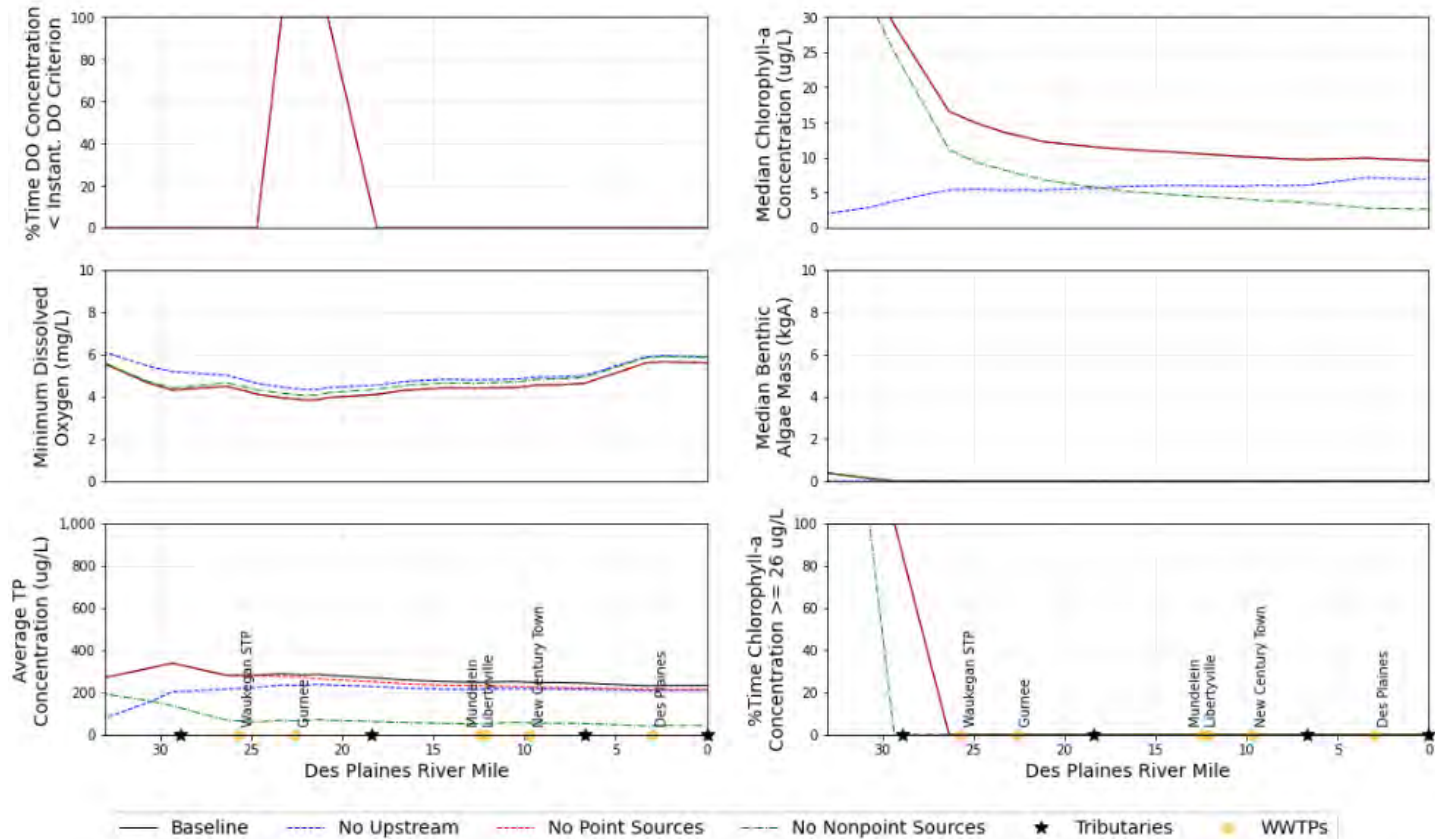 %Time DO Concentration
< Instant. DO Criterion
100
80
60
40
20
0
Median Chlorophyll-a
Concentration (ug/L)
30
25
20
15
10
5
0
Minimum Dissolved
Oxygen (mg/L)
10
8
6
4
2
0
Median Benthic
Algae Mass (kgA)
10
8
6
4
2
0
Average TP
Concentration (ug/L)
1,000
800
600
400
200
0
Waukegan STP
Gurnee
Mundelein
Libertyville
New Century Town
Des Plaines
30 25 20 15 10 5 0
Des Plaines River Mile
%Time Chlorophyll-a
Concentration >= 26 ug/L
100
80
60
40
20
0
Waukegan STP
Gurnee
Mundelein
Libertyville
New Century Town
Des Plaines
30 25 20 15 10 5 0
Des Plaines River Mile
Baseline No Upstream No Point Sources No Nonpoint Sources Tributaries WWTPs